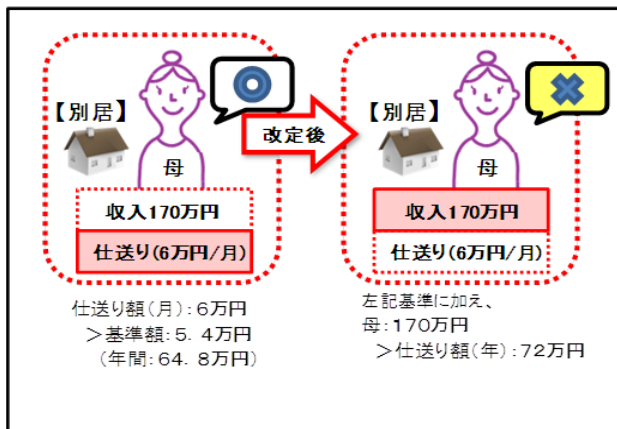 【別居】
母
収入170万円
仕送り(6万円/月)
仕送り額(月):6万円
>基準額:5.4万円
(年間:64.8万円)
改定後
【別居】
母
収入170万円
仕送り(6万円/月)
左記基準に加え、
母:170万円
>仕送り額(年):72万円